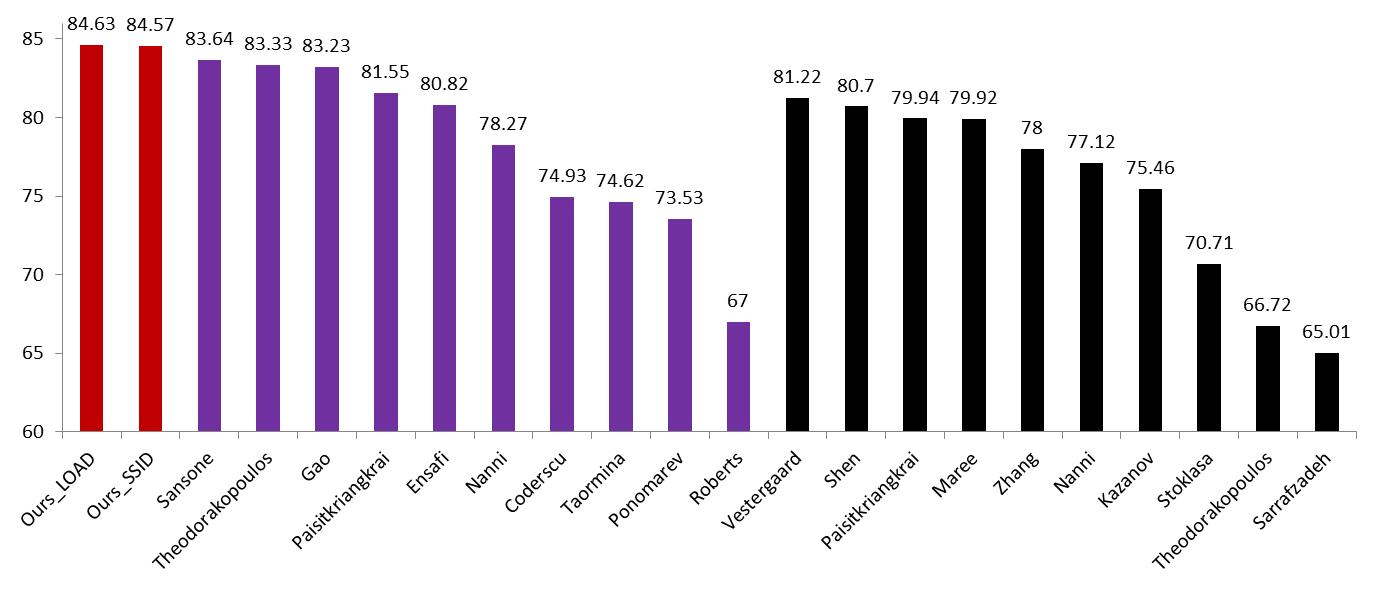 84.63
84.57
83.64
83.33
83.23
81.55
80.82
78.27
74.93
74.62
73.53
67
81.22
80.7
79.94
79.92
78
77.12
75.46
70.71
66.72
65.01
85
80
75
70
65
60
Ours_LOAD
Ours_SSID
Sansone
Theodorakopoulos
Gao
Paisitkriangkrai
Ensafi
Nanni
Coderscu
Taormina
Ponomarev
Roberts
Vestergaard
Shen
Paisitkriangkrai
Maree
Zhang
Nanni
Kazanov
Stoklasa
Theodorakopoulos
Sarrafzadeh